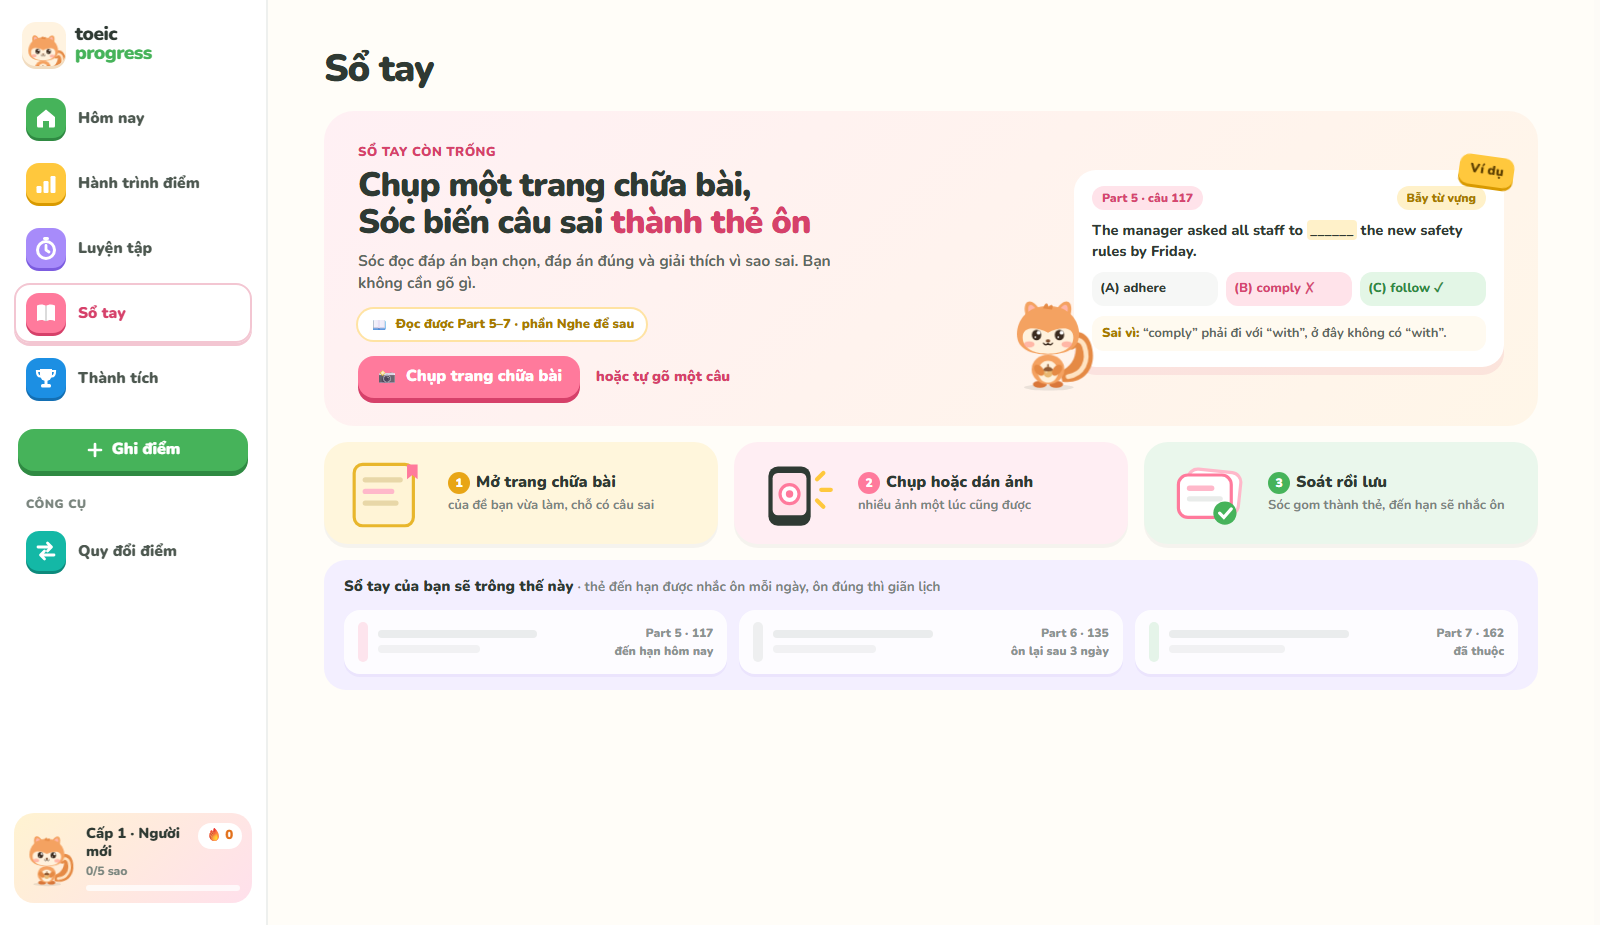 toeic
progress
Hôm nay
Hành trình điểm
Luyện tập
Sổ tay
Thành tích
+ Ghi điểm
CÔNG CỤ
Quy đổi điểm
Cấp 1 · Người
mới
0
0/5 sao
Sổ tay
SỔ TAY CÒN TRỐNG
Chụp một trang chữa bài,
Sóc biến câu sai thành thẻ ôn
Sóc đọc đáp án bạn chọn, đáp án đúng và giải thích vì sao sai. Bạn
không cần gõ gì.
Đọc được Part 5–7 · phần Nghe để sau
Chụp trang chữa bài
hoặc tự gõ một câu
Ví dụ
Part 5 · câu 117
Bẫy từ vựng
The manager asked all staff to ______ the new safety
rules by Friday.
(A) adhere
(B) comply ✗
(C) follow ✓
Sai vì: “comply” phải đi với “with”, ở đây không có “with”.
1 Mở trang chữa bài
của đề bạn vừa làm, chỗ có câu sai
2 Chụp hoặc dán ảnh
nhiều ảnh một lúc cũng được
3 Soát rồi lưu
Sóc gom thành thẻ, đến hạn sẽ nhắc ôn
Sổ tay của bạn sẽ trông thế này · thẻ đến hạn được nhắc ôn mỗi ngày, ôn đúng thì giãn lịch
Part 5 · 117
đến hạn hôm nay
Part 6 · 135
ôn lại sau 3 ngày
Part 7 · 162
đã thuộc